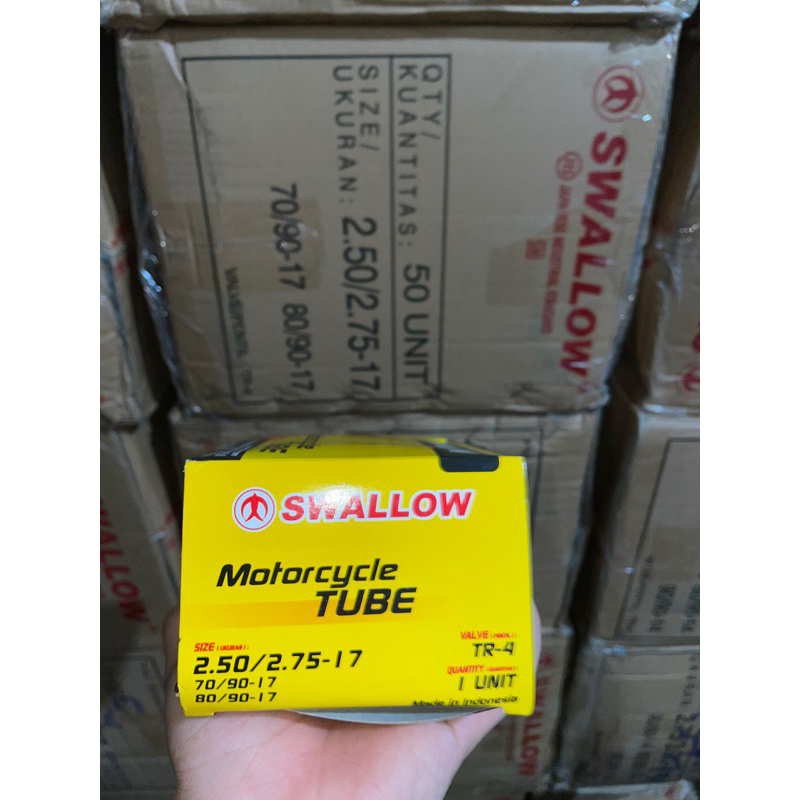 SWALLOW
QTY/
KUANTITAS: 50 UNIT
SIZE/
UKURAN: 2.50/2.75-17
70/90-17 80/90-17
SWALLOW
Motorcycle
TUBE
SIZE (UKURAN):
2.50/2.75-17
70/90-17
80/90-17
VALVE
TR-4
QUANTITY
1 UNIT
Made in Indonesia
SWALLOW